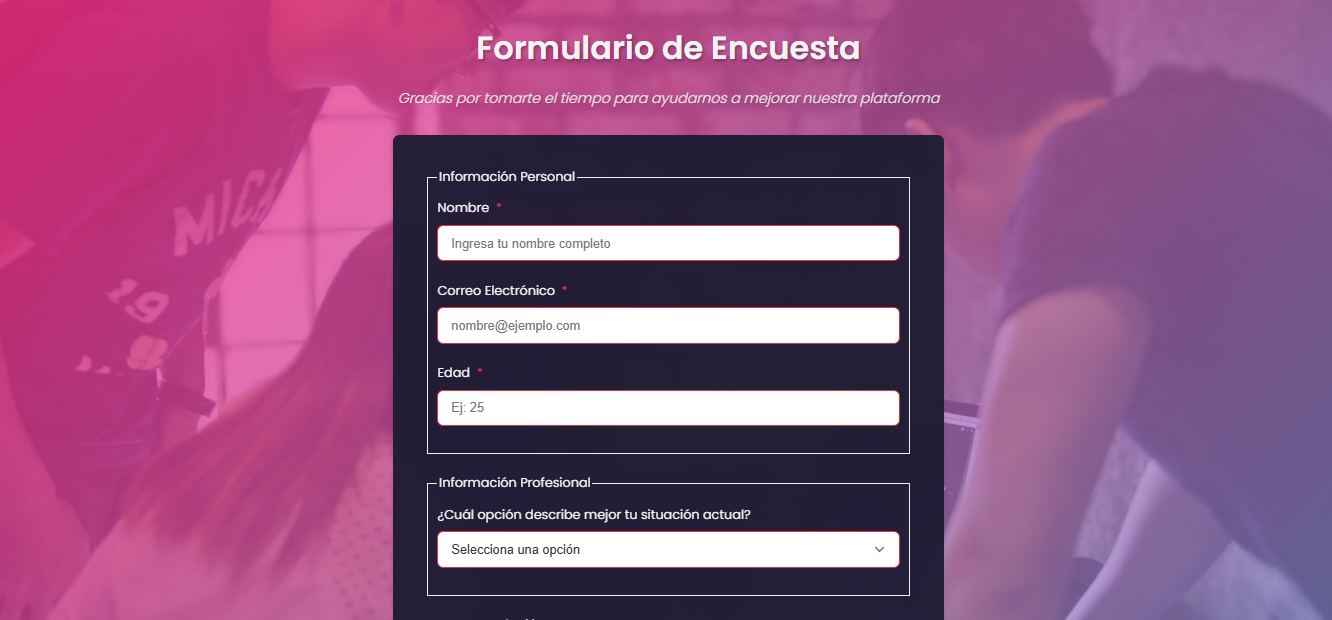 Formulario de Encuesta
Gracias por tomarte el tiempo para ayudarnos a mejorar nuestra plataforma
MICH
19
Información Personal
Nombre *
Ingresa tu nombre completo
Correo Electrónico *
nombre@ejemplo.com
Edad *
Ej: 25
Información Profesional
¿Cuál opción describe mejor tu situación actual?
Selecciona una opción